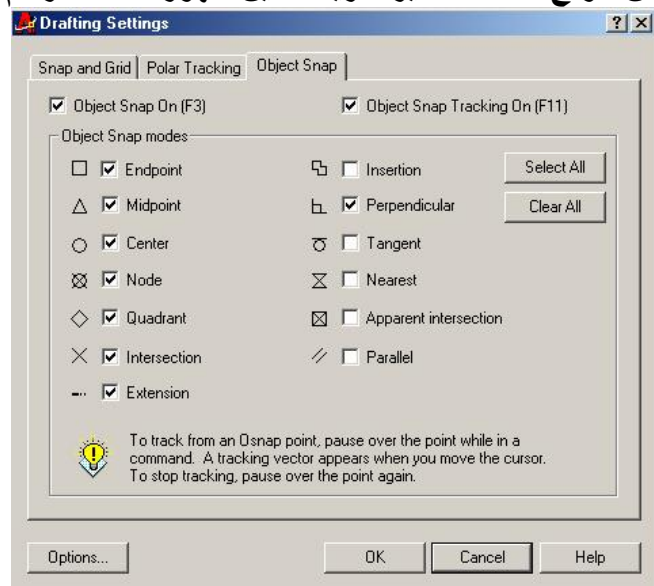 Drafting Settings
Snap and Grid Polar Tracking Object Snap
Object Snap On (F3) Object Snap Tracking On (F11)
Object Snap modes
Endpoint Insertion Select All
Midpoint Perpendicular Clear All
Center Tangent
Node Nearest
Quadrant Apparent intersection
Intersection Parallel
Extension
To track from an Osnap point, pause over the point while in a
command. A tracking vector appears when you move the cursor.
To stop tracking, pause over the point again.
Options... OK Cancel Help